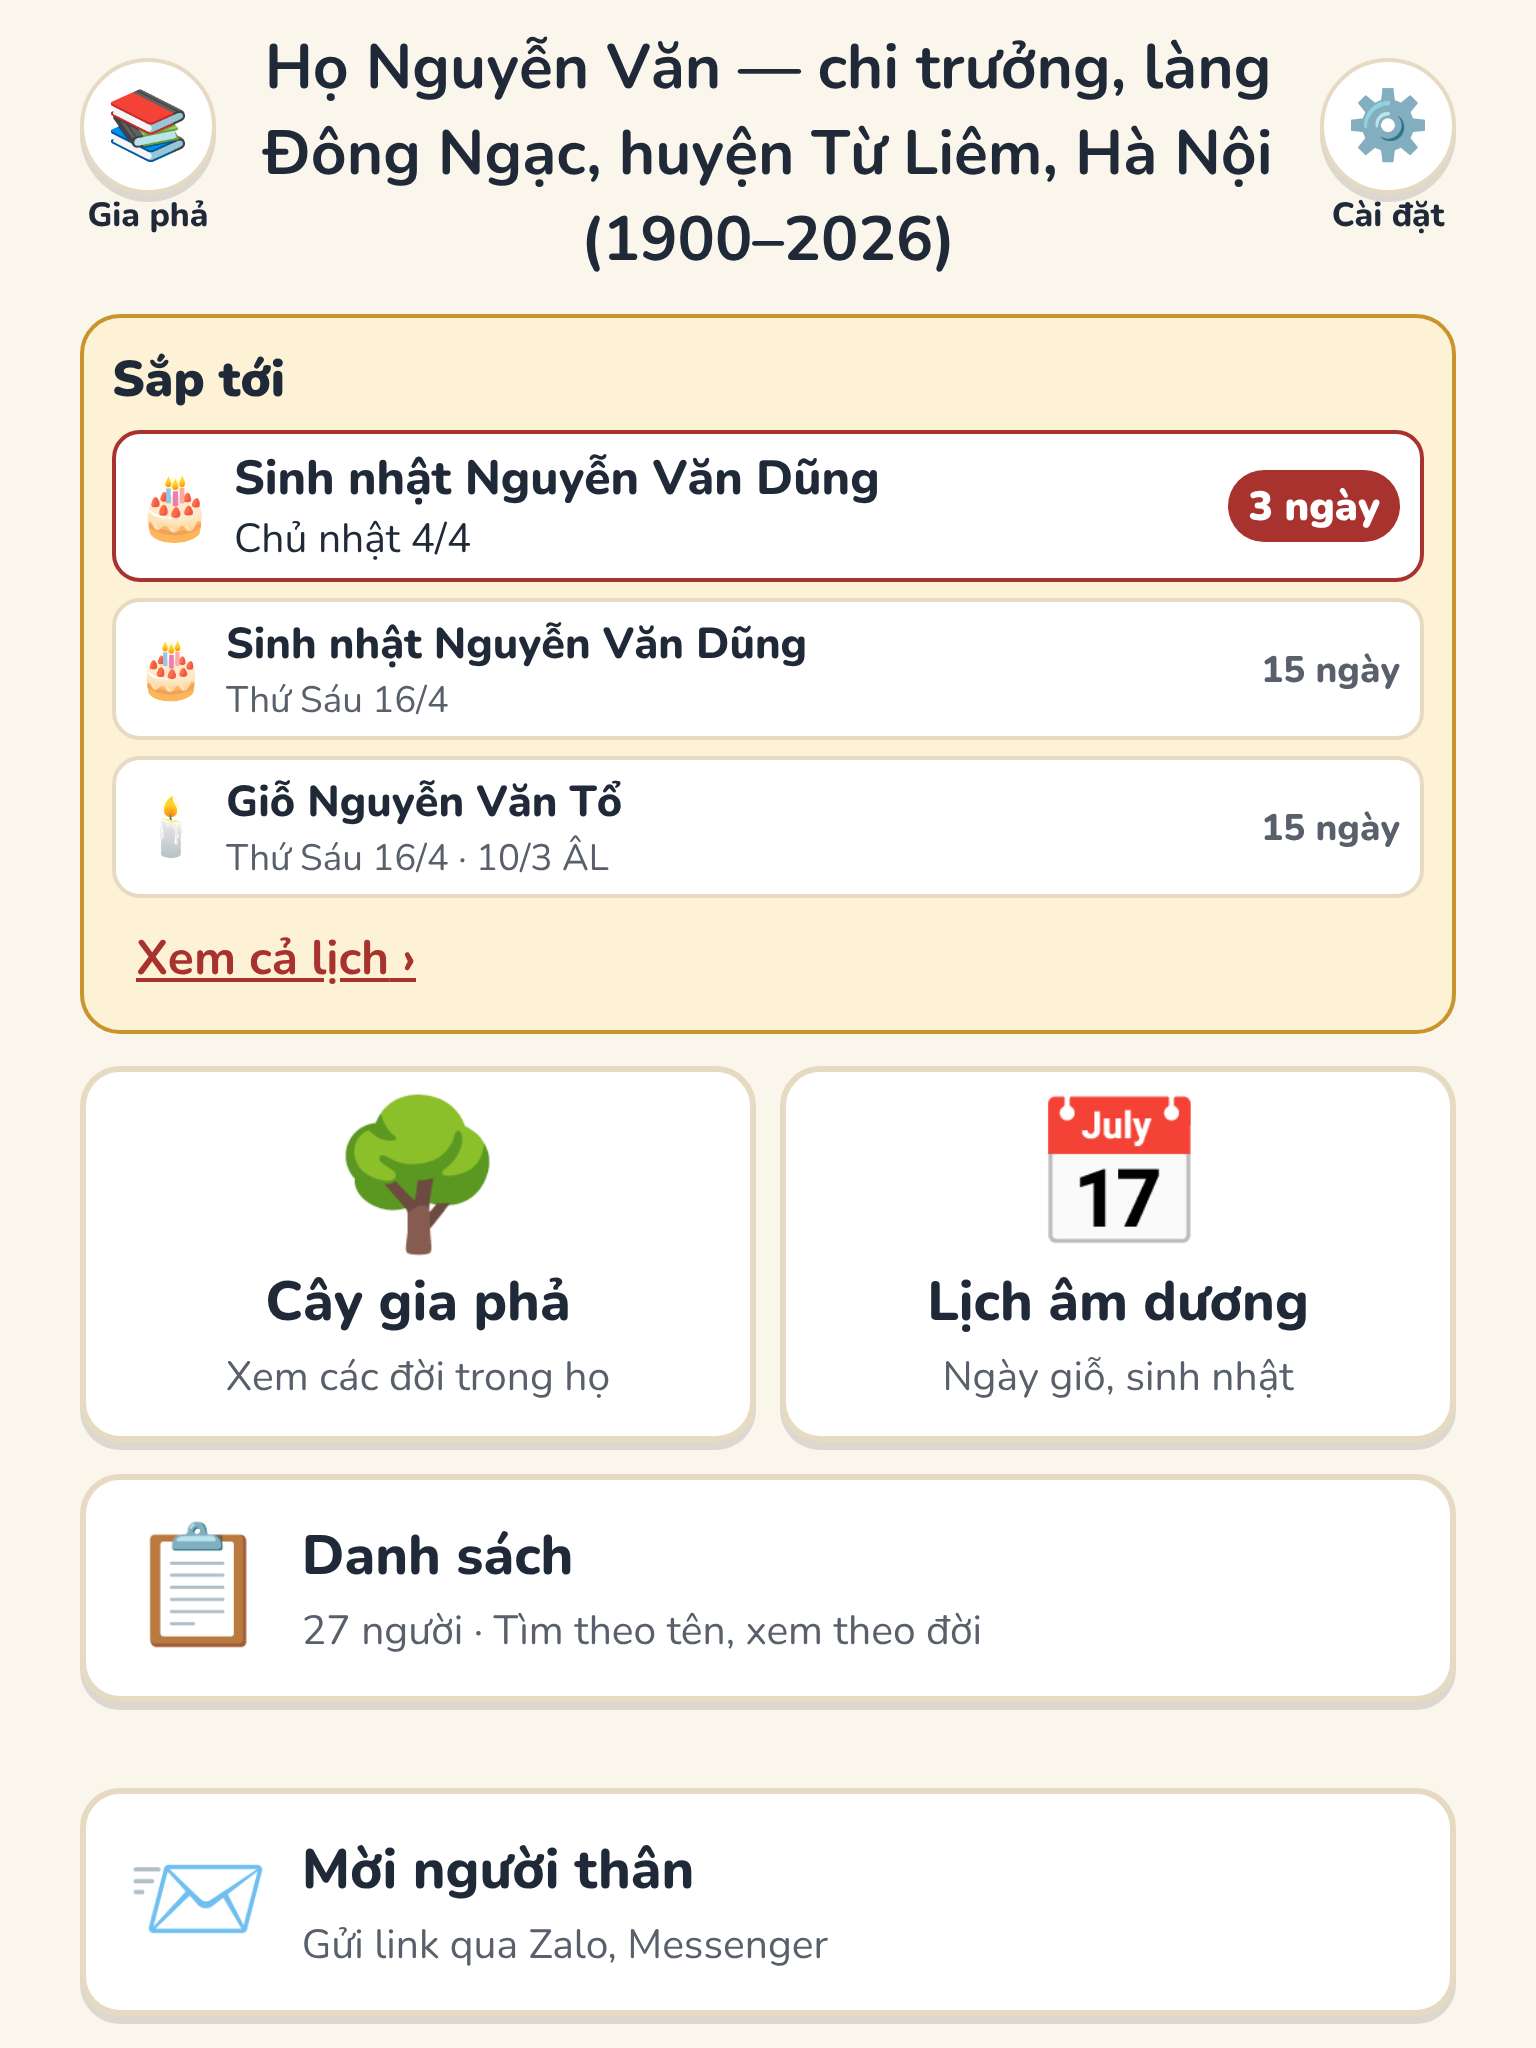 Họ Nguyễn Văn — chi trưởng, làng
Đông Ngạc, huyện Từ Liêm, Hà Nội
(1900–2026)
Gia phả
Cài đặt
Sắp tới
Sinh nhật Nguyễn Văn Dũng
Chủ nhật 4/4
3 ngày
Sinh nhật Nguyễn Văn Dũng
Thứ Sáu 16/4
15 ngày
Giỗ Nguyễn Văn Tổ
Thứ Sáu 16/4 · 10/3 ÂL
15 ngày
Xem cả lịch ›
July
17
Cây gia phả
Xem các đời trong họ
Lịch âm dương
Ngày giỗ, sinh nhật
Danh sách
27 người · Tìm theo tên, xem theo đời
Mời người thân
Gửi link qua Zalo, Messenger